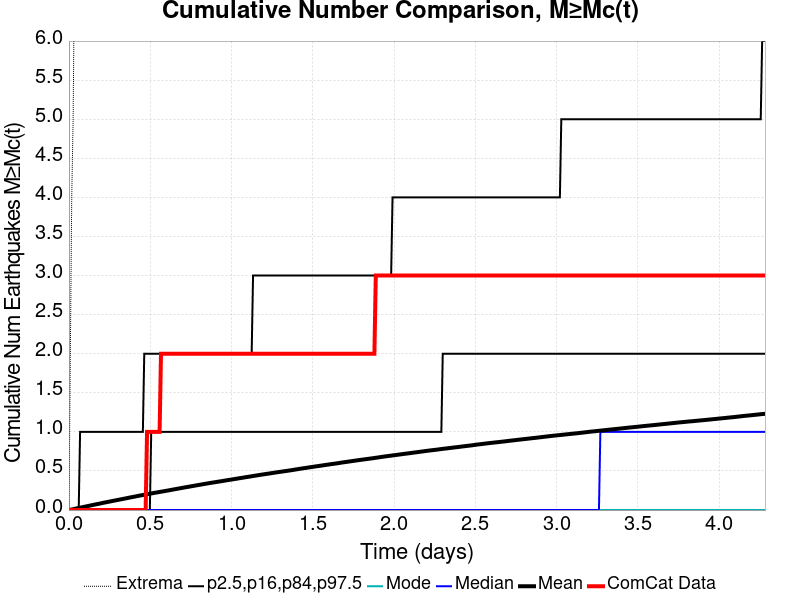 Cumulative Number Comparison, M≥Mc(t)
Cumulative Num Earthquakes M≥Mc(t)
6.0
5.5
5.0
4.5
4.0
3.5
3.0
2.5
2.0
1.5
1.0
0.5
0.0
0.0 0.5 1.0 1.5 2.0 2.5 3.0 3.5 4.0
Time (days)
Extrema p2.5,p16,p84,p97.5 Mode Median Mean ComCat Data